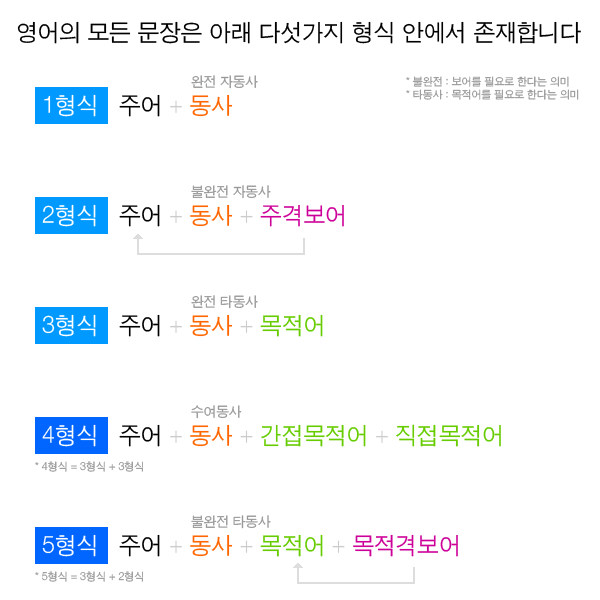 영어의 모든 문장은 아래 다섯가지 형식 안에서 존재합니다
* 불완전 : 보어를 필요로 한다는 의미
* 타동사 : 목적어를 필요로 한다는 의미
완전 자동사
1형식 주어 + 동사
불완전 자동사
2형식 주어 + 동사 + 주격보어
완전 타동사
3형식 주어 + 동사 + 목적어
수여동사
4형식 주어 + 동사 + 간접목적어 + 직접목적어
* 4형식 = 3형식 + 3형식
불완전 타동사
5형식 주어 + 동사 + 목적어 + 목적격보어
* 5형식 = 3형식 + 2형식